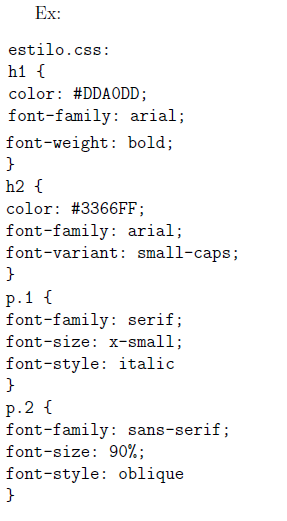 Ex:
estilo.css:
h1 {
color: #DDA0DD;
font-family: arial;
font-weight: bold;
}
h2 {
color: #3366FF;
font-family: arial;
font-variant: small-caps;
}
p.1 {
font-family: serif;
font-size: x-small;
font-style: italic
}
p.2 {
font-family: sans-serif;
font-size: 90%;
font-style: oblique
}